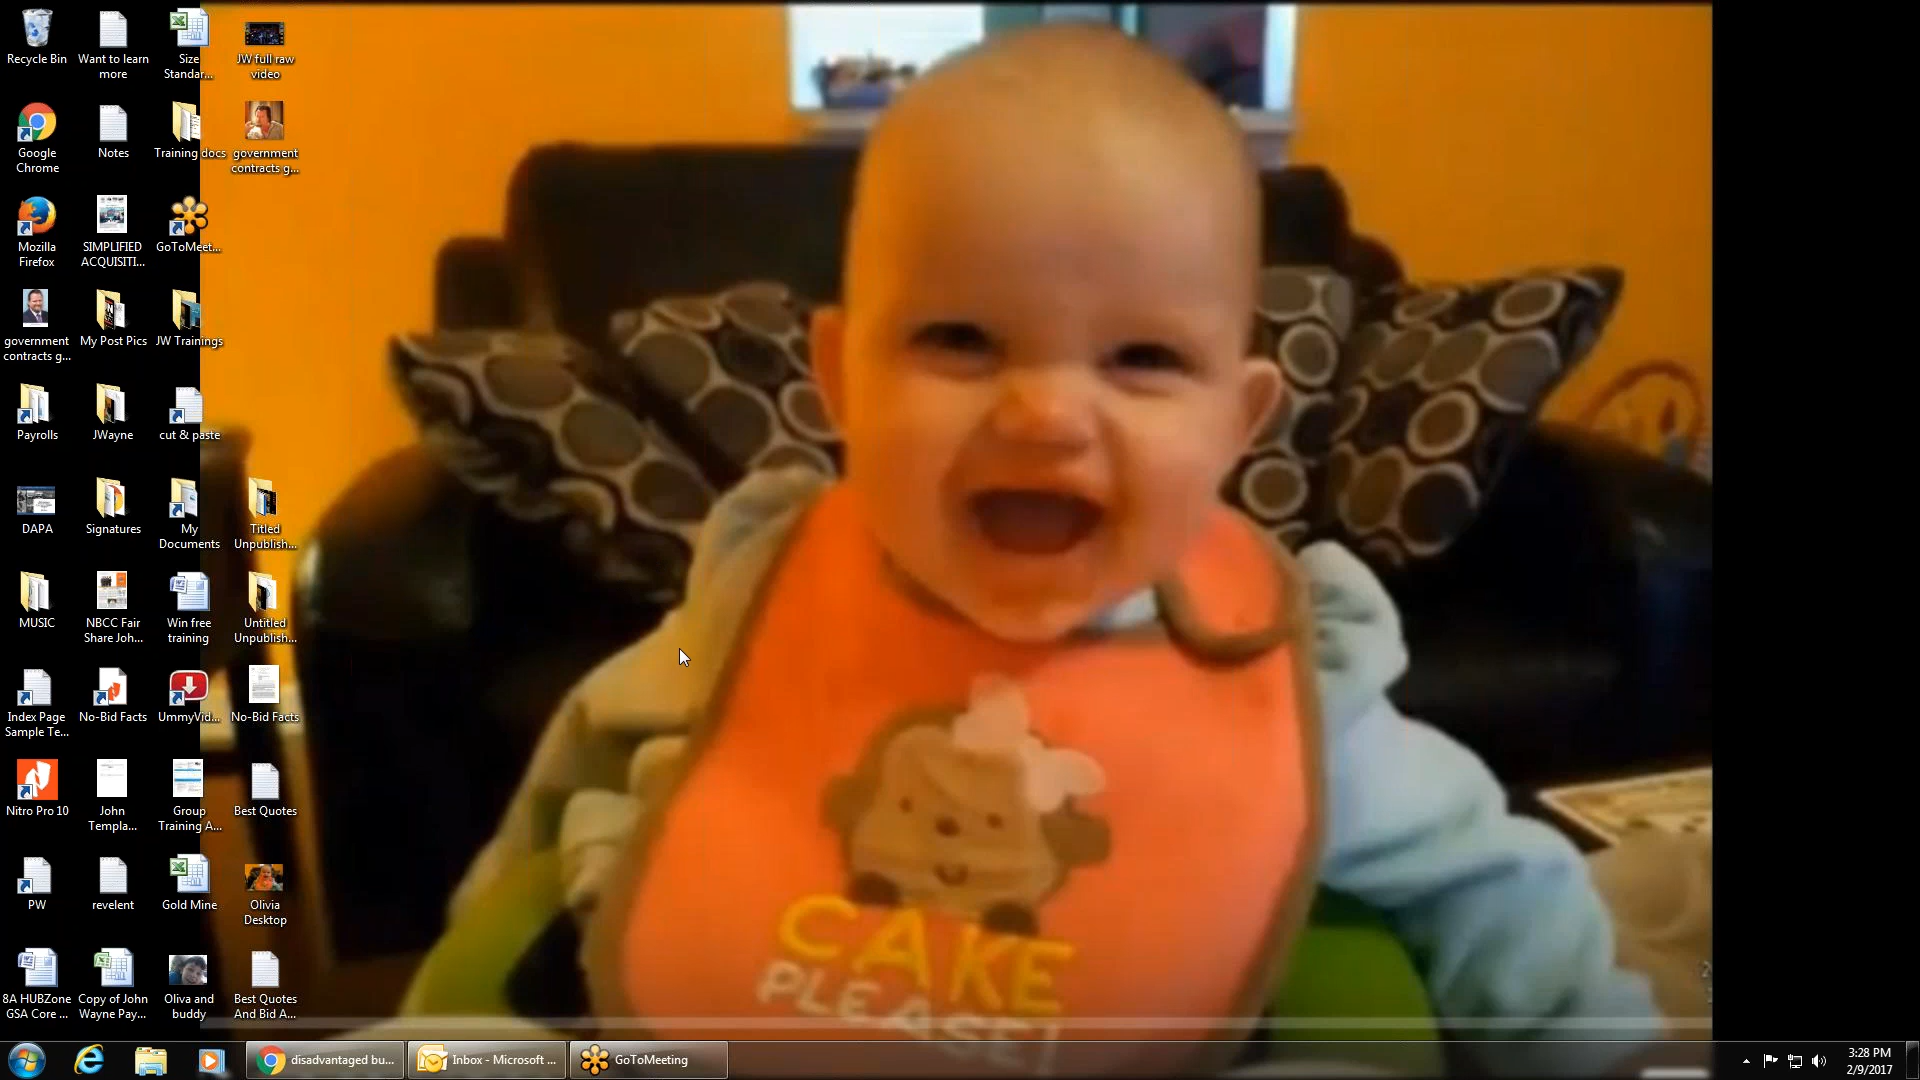 Recycle Bin
Want to learn
more
Size
Standar...
JW full raw
video
Google
Chrome
Notes
Training docs
government
contracts g...
Mozilla
Firefox
SIMPLIFIED
ACQUISITI...
GoToMeet...
government
contracts g...
My Post Pics
JW Trainings
Payrolls
JWayne
cut & paste
DAPA
Signatures
My
Documents
Titled
Unpublish...
MUSIC
NBCC Fair
Share Joh...
Win free
training
Untitled
Unpublish...
Index Page
Sample Te...
No-Bid Facts
UmmyVid...
No-Bid Facts
Nitro Pro 10
John
Templa...
Group
Training A...
Best Quotes
PW
revelent
Gold Mine
Olivia
Desktop
8A HUBZone
GSA Core ...
Copy of John
Wayne Pay...
Oliva and
buddy
Best Quotes
And Bid A...
CAKE
PLEASE!
disadvantaged bu...
Inbox - Microsoft ...
GoToMeeting
3:28 PM
2/9/2017